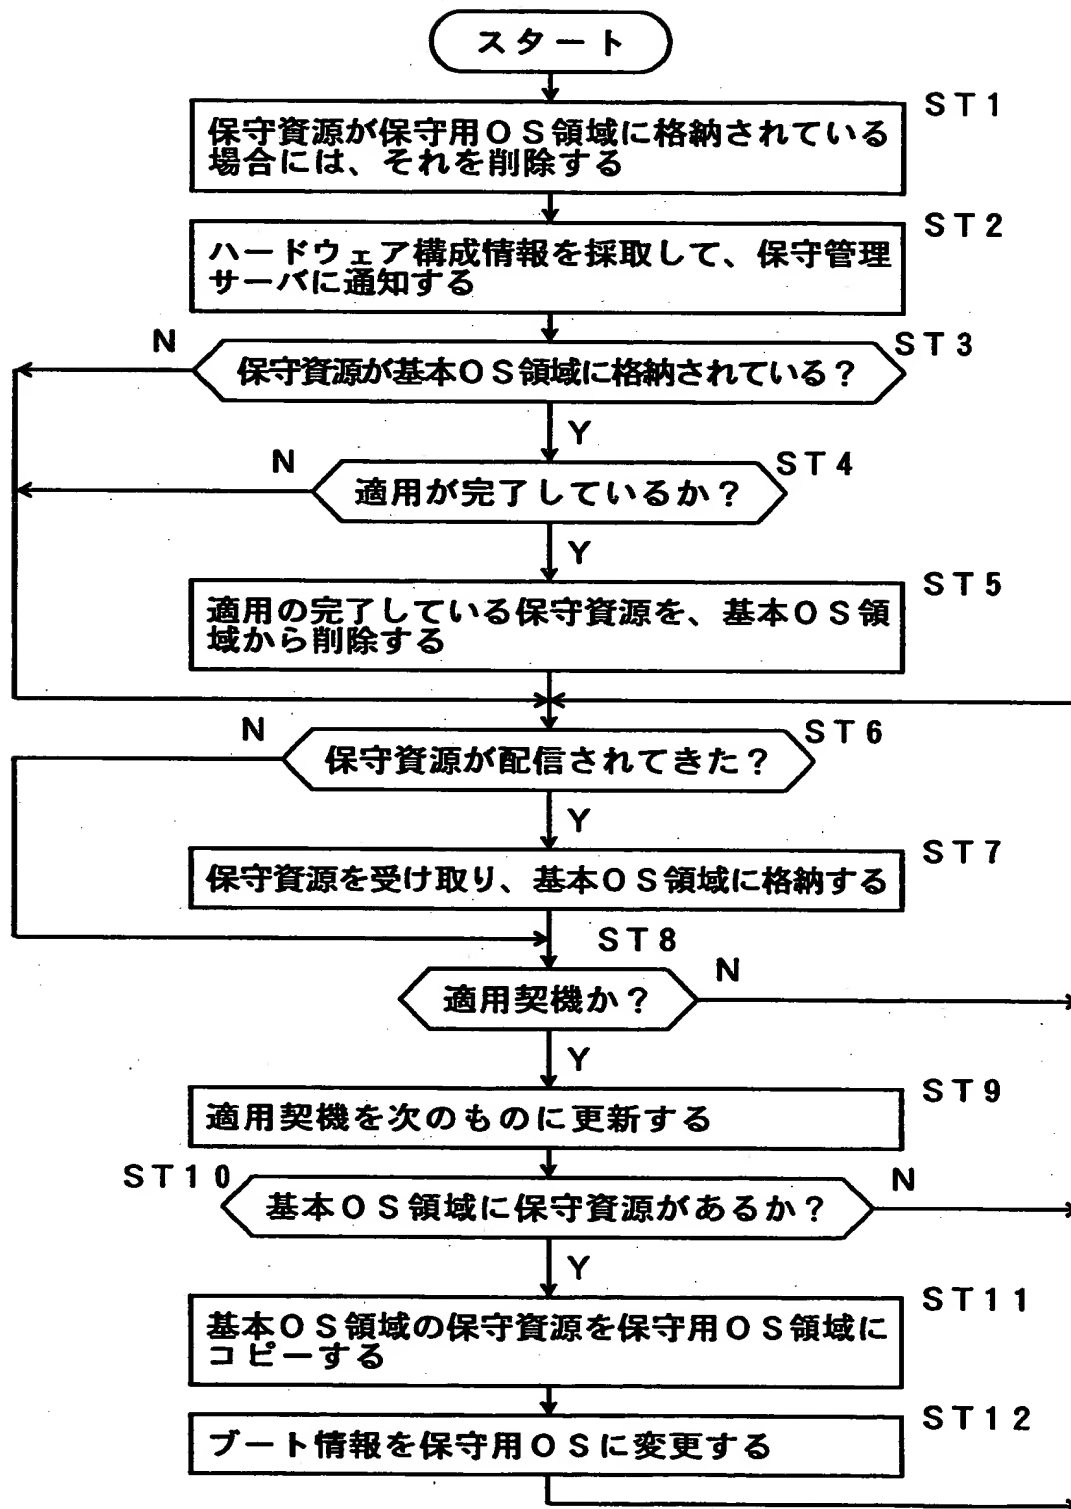 スタート
ST1
保守資源が保守用OS領域に格納されている
場合には、それを削除する
ST2
ハードウェア構成情報を採取して、保守管理
サーバに通知する
N
ST3
保守資源が基本OS領域に格納されている?
Y
N
ST4
適用が完了しているか?
Y
ST5
適用の完了している保守資源を、基本OS領
域から削除する
N
ST6
保守資源が配信されてきた?
Y
ST7
保守資源を受け取り、基本OS領域に格納する
ST8
N
適用契機か?
Y
ST9
適用契機を次のものに更新する
ST10
N
基本OS領域に保守資源があるか?
Y
ST11
基本OS領域の保守資源を保守用OS領域に
コピーする
ST12
ブート情報を保守用OSに変更する